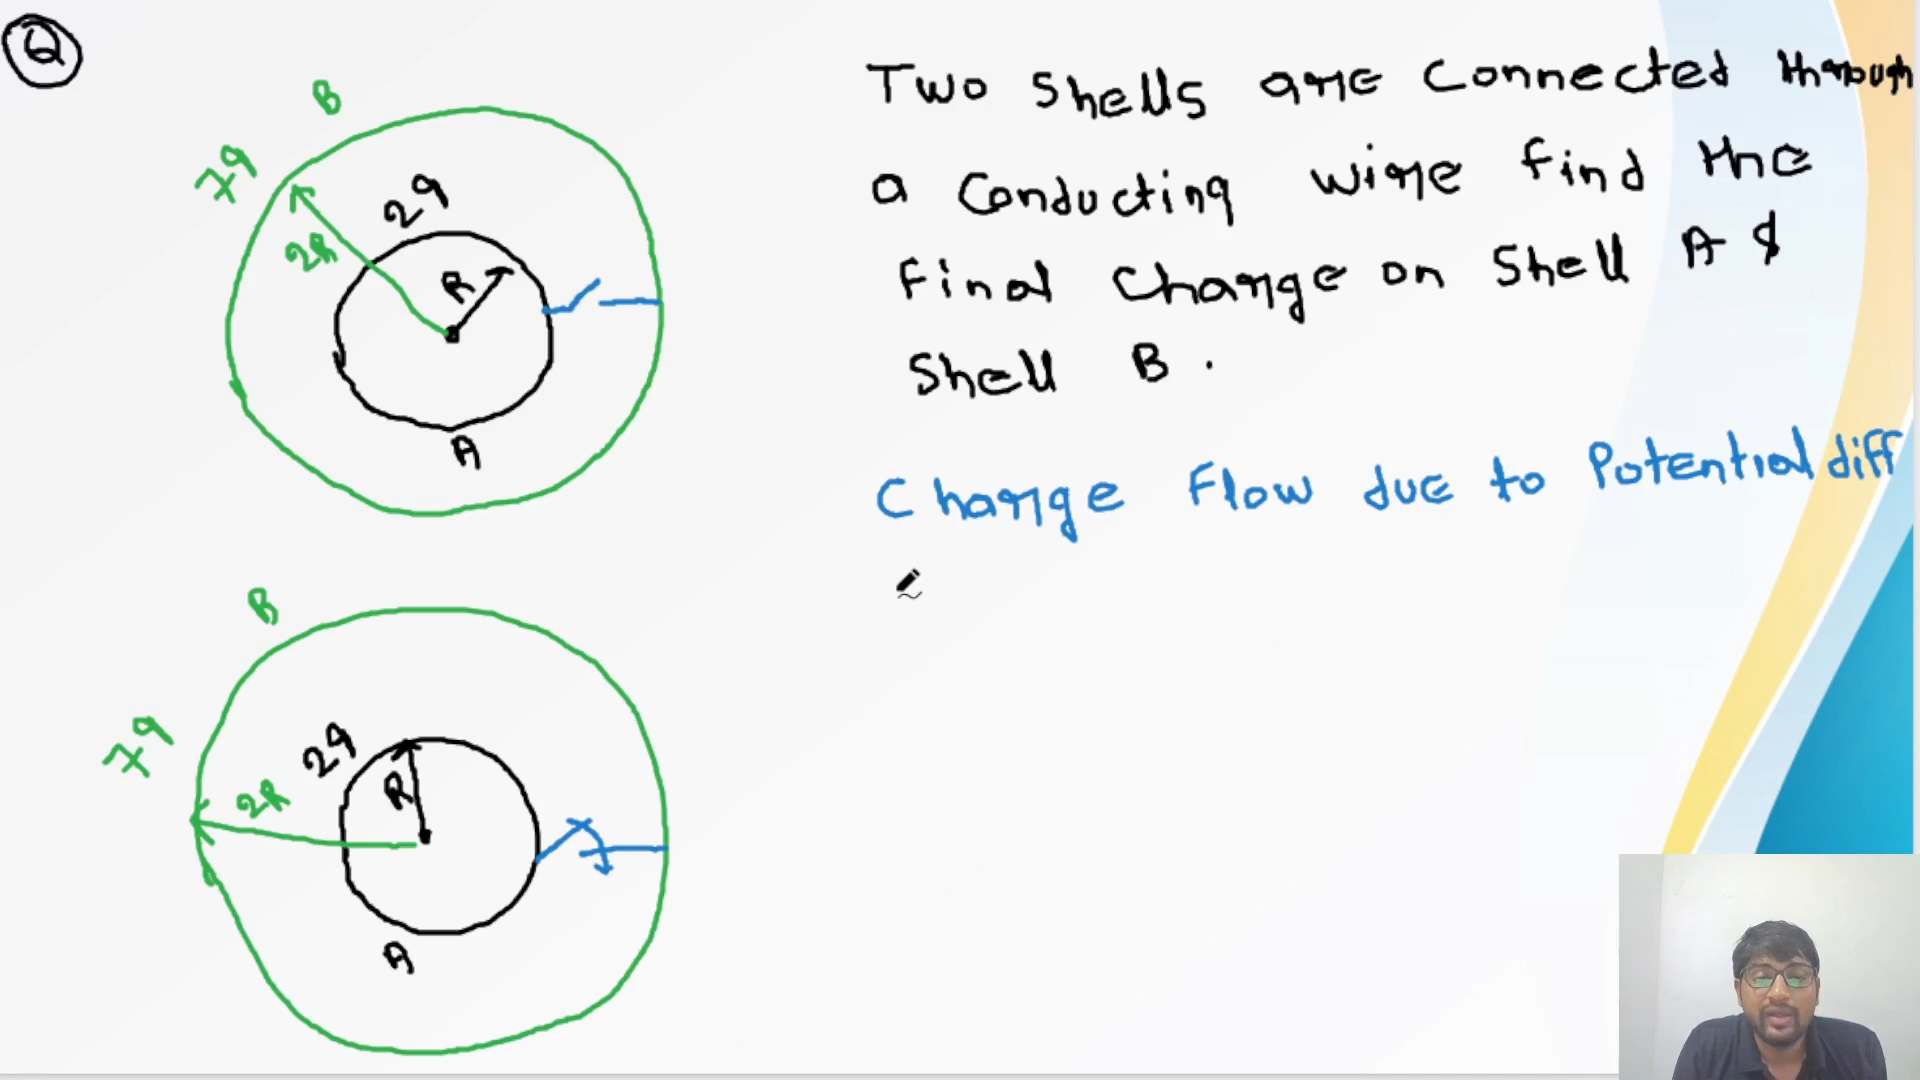 Q
B
7q
2q
2R
R
A
Two shells are connected through
a conducting wire find the
final charge on shell A &
shell B.
Charge flow due to Potential diff
B
7q
2q
2R
R
A